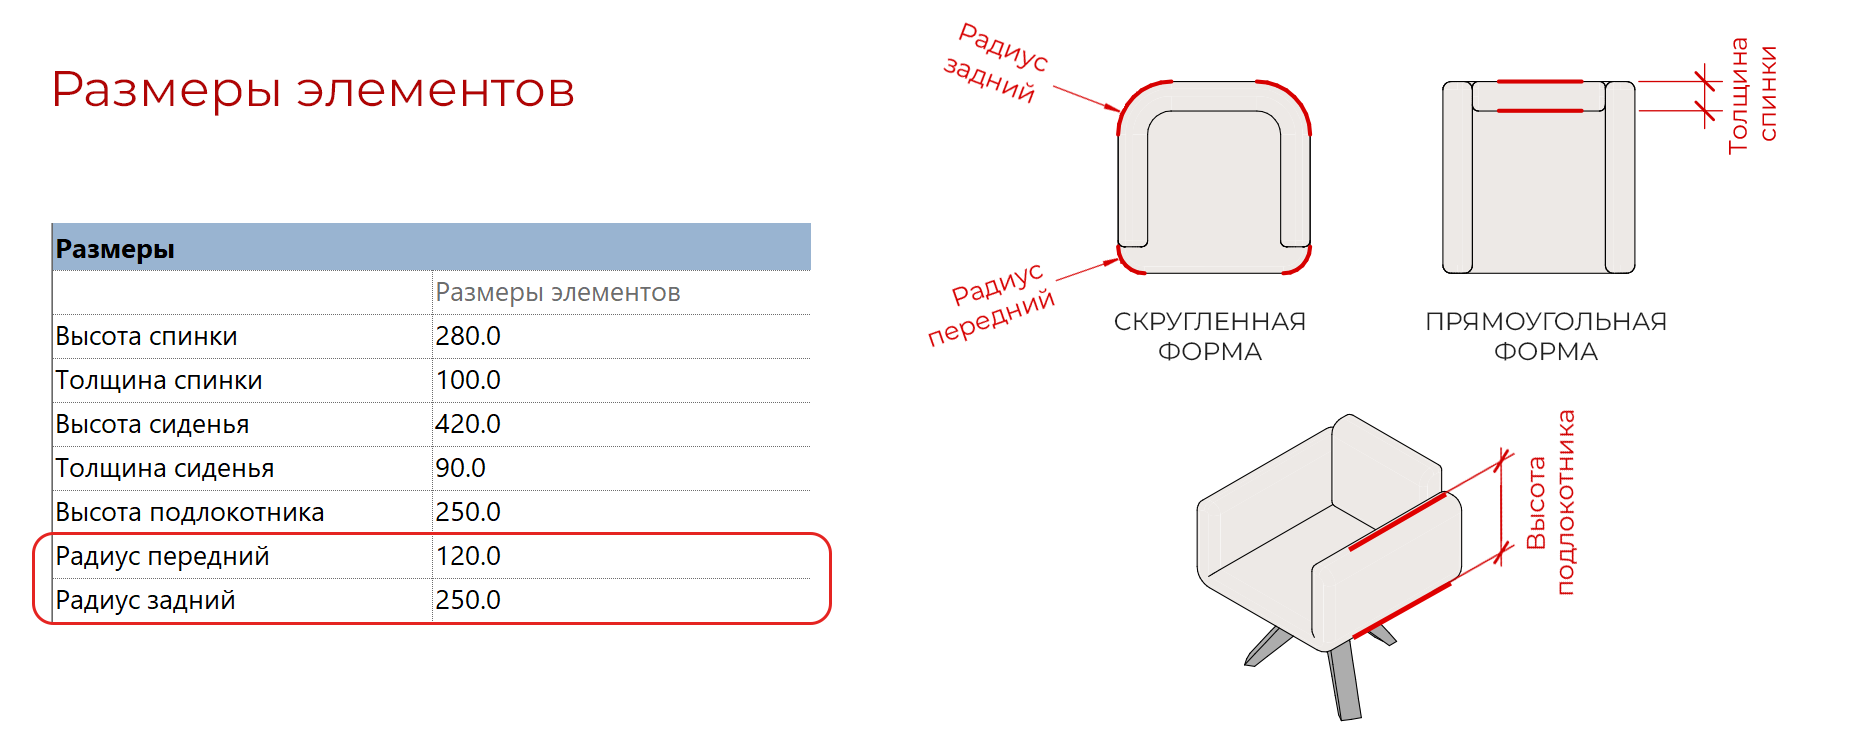 Размеры элементов
Размеры
Размеры элементов
Высота спинки 280.0
Толщина спинки 100.0
Высота сиденья 420.0
Толщина сиденья 90.0
Высота подлокотника 250.0
Радиус передний 120.0
Радиус задний 250.0
Радиус
задний
Радиус
передний
СКРУГЛЕННАЯ
ФОРМА
Толщина
спинки
ПРЯМОУГОЛЬНАЯ
ФОРМА
Высота
подлокотника